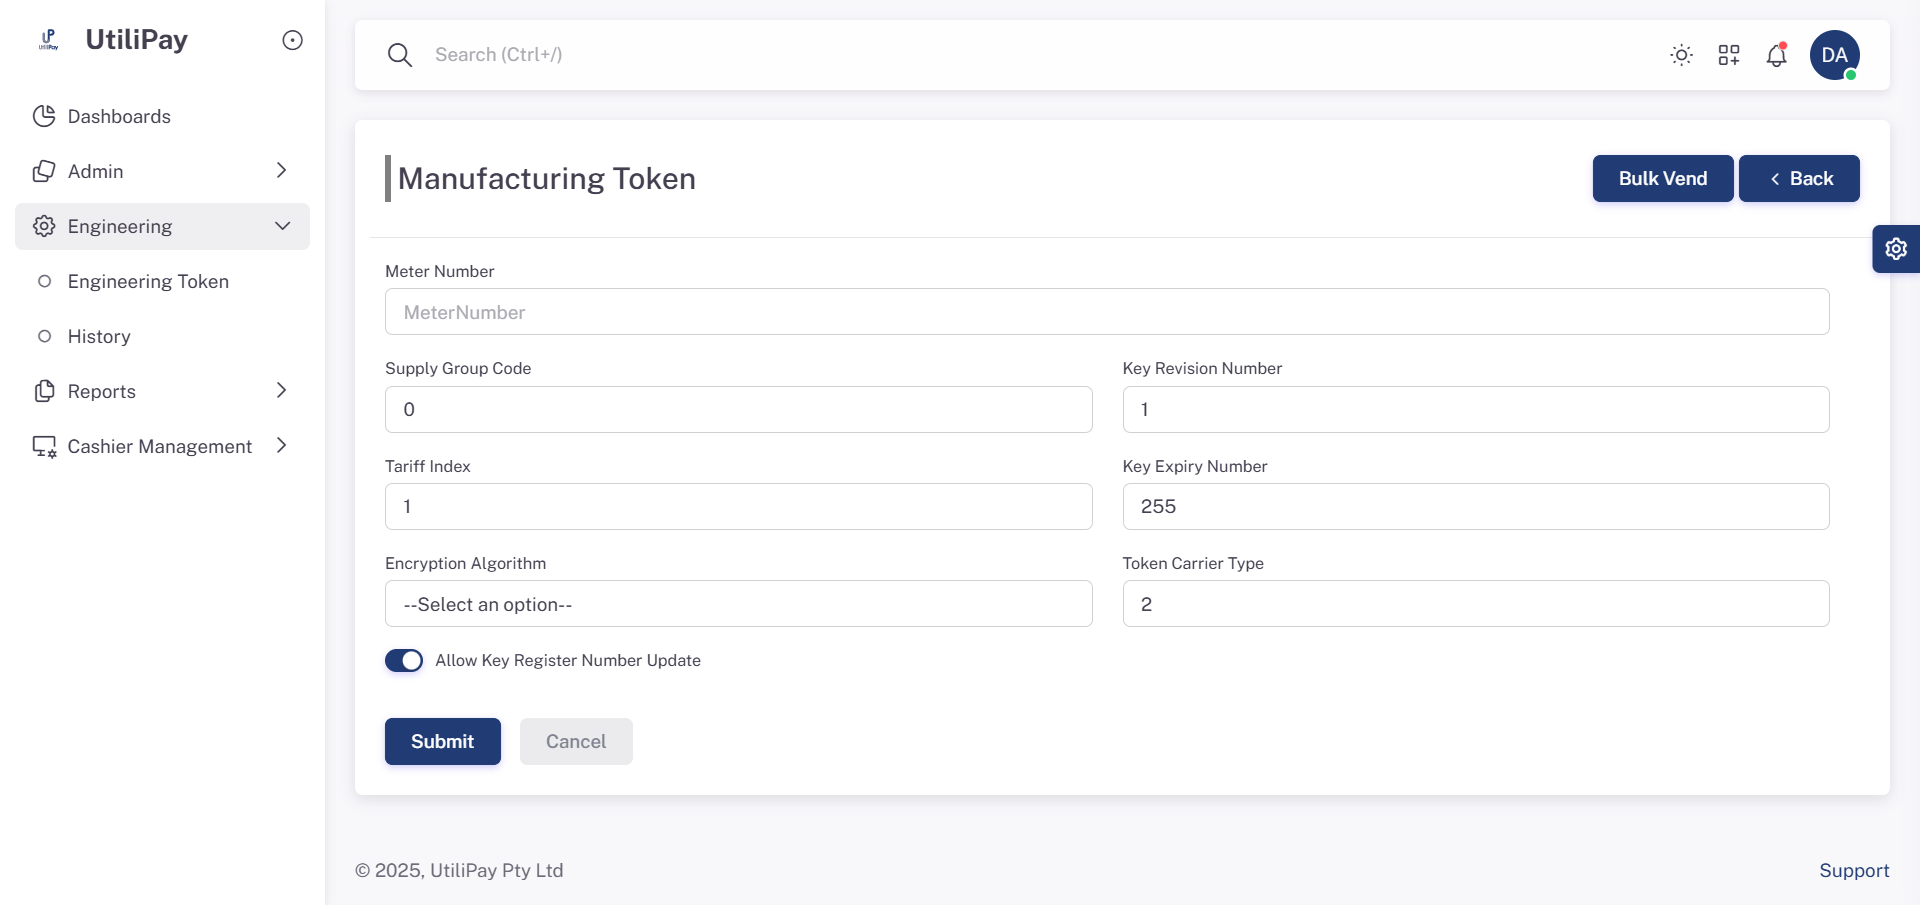 UP
UtiliPay
UtiliPay
Dashboards
Admin
Engineering
Engineering Token
History
Reports
Cashier Management
Search (Ctrl+/)
DA
Manufacturing Token
Bulk Vend
Back
Meter Number
MeterNumber
Supply Group Code
0
Key Revision Number
1
Tariff Index
1
Key Expiry Number
255
Encryption Algorithm
--Select an option--
Token Carrier Type
2
Allow Key Register Number Update
Submit
Cancel
© 2025, UtiliPay Pty Ltd
Support